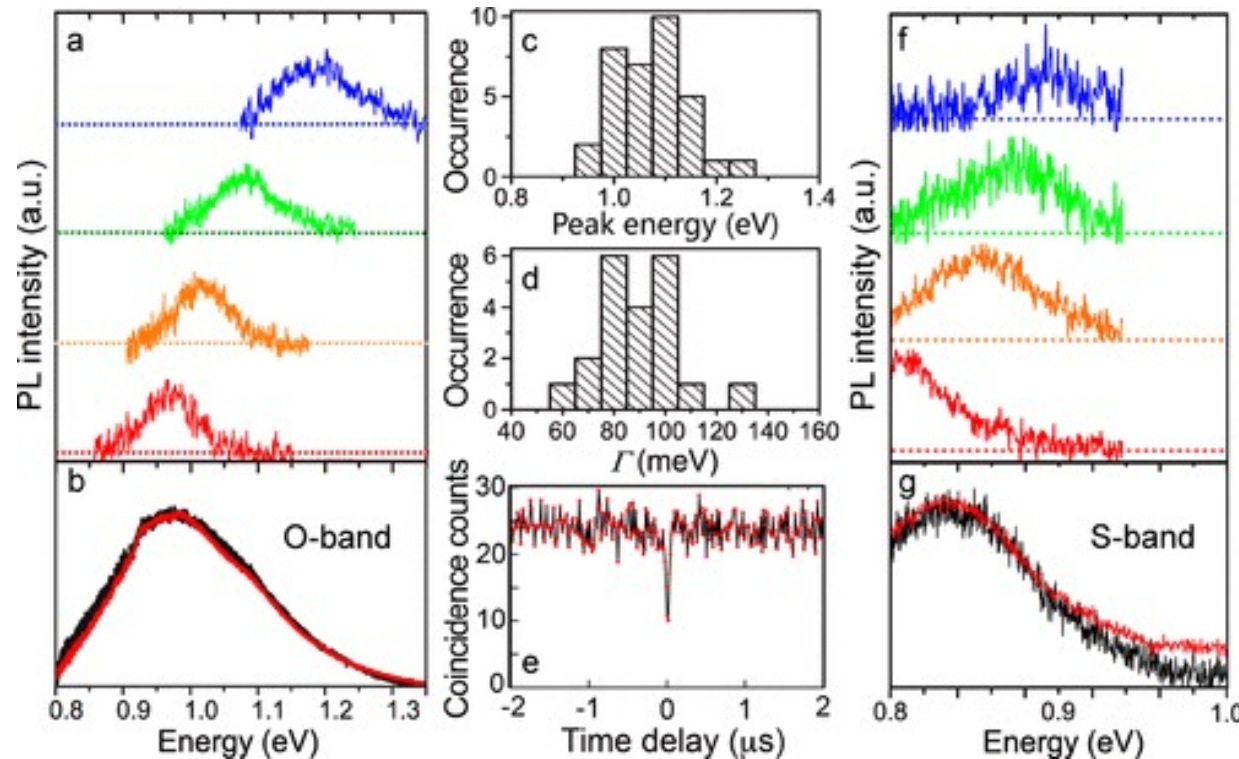 a
PL intensity (a.u.)
b
O-band
0.8 0.9 1.0 1.1 1.2 1.3
Energy (eV)
c
Occurrence
10
5
0
0.8 1.0 1.2 1.4
Peak energy (eV)
d
Occurrence
6
4
2
0
40 60 80 100 120 140 160
Γ (meV)
e
Coincidence counts
30
20
10
0
-2 -1 0 1 2
Time delay (μs)
f
PL intensity (a.u.)
g
S-band
0.8 0.9 1.0
Energy (eV)